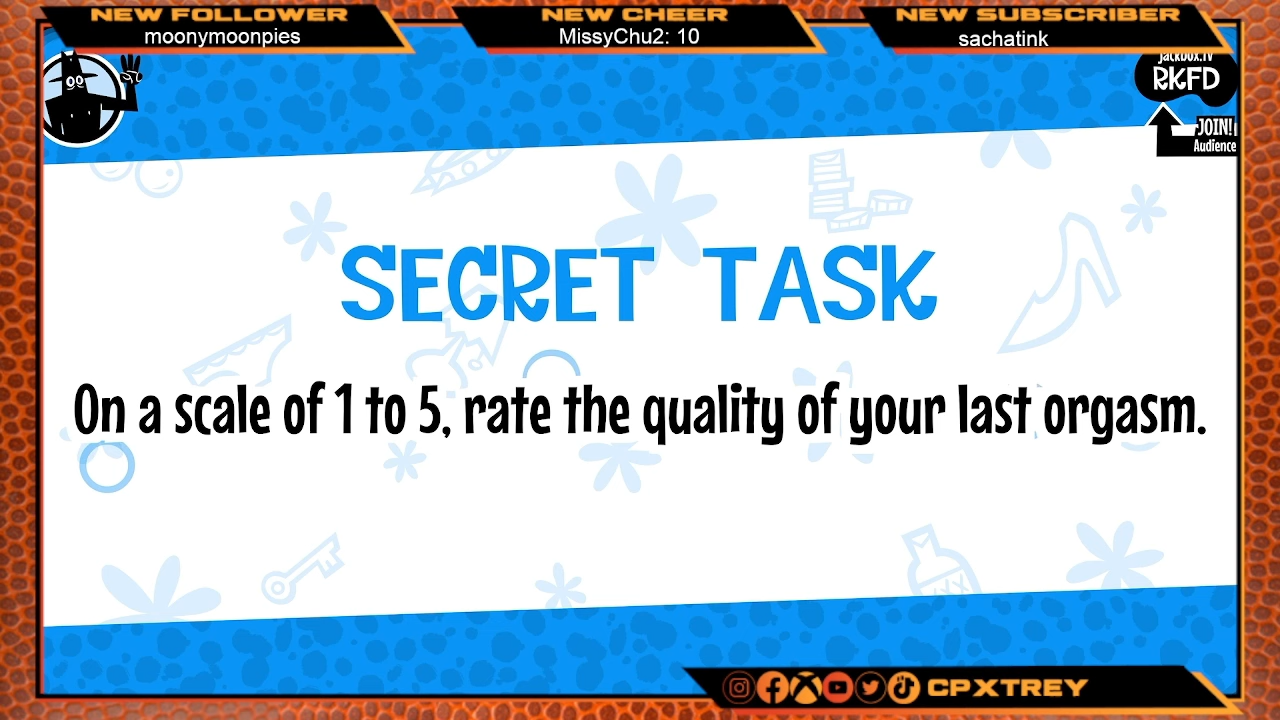 NEW FOLLOWER
moonymoonpies
NEW CHEER
MissyChu2: 10
NEW SUBSCRIBER
sachatink
jackbox.tv
RKFD
JOIN!
Audience
SECRET TASK
On a scale of 1 to 5, rate the quality of your last orgasm.
XX
CPXTREY